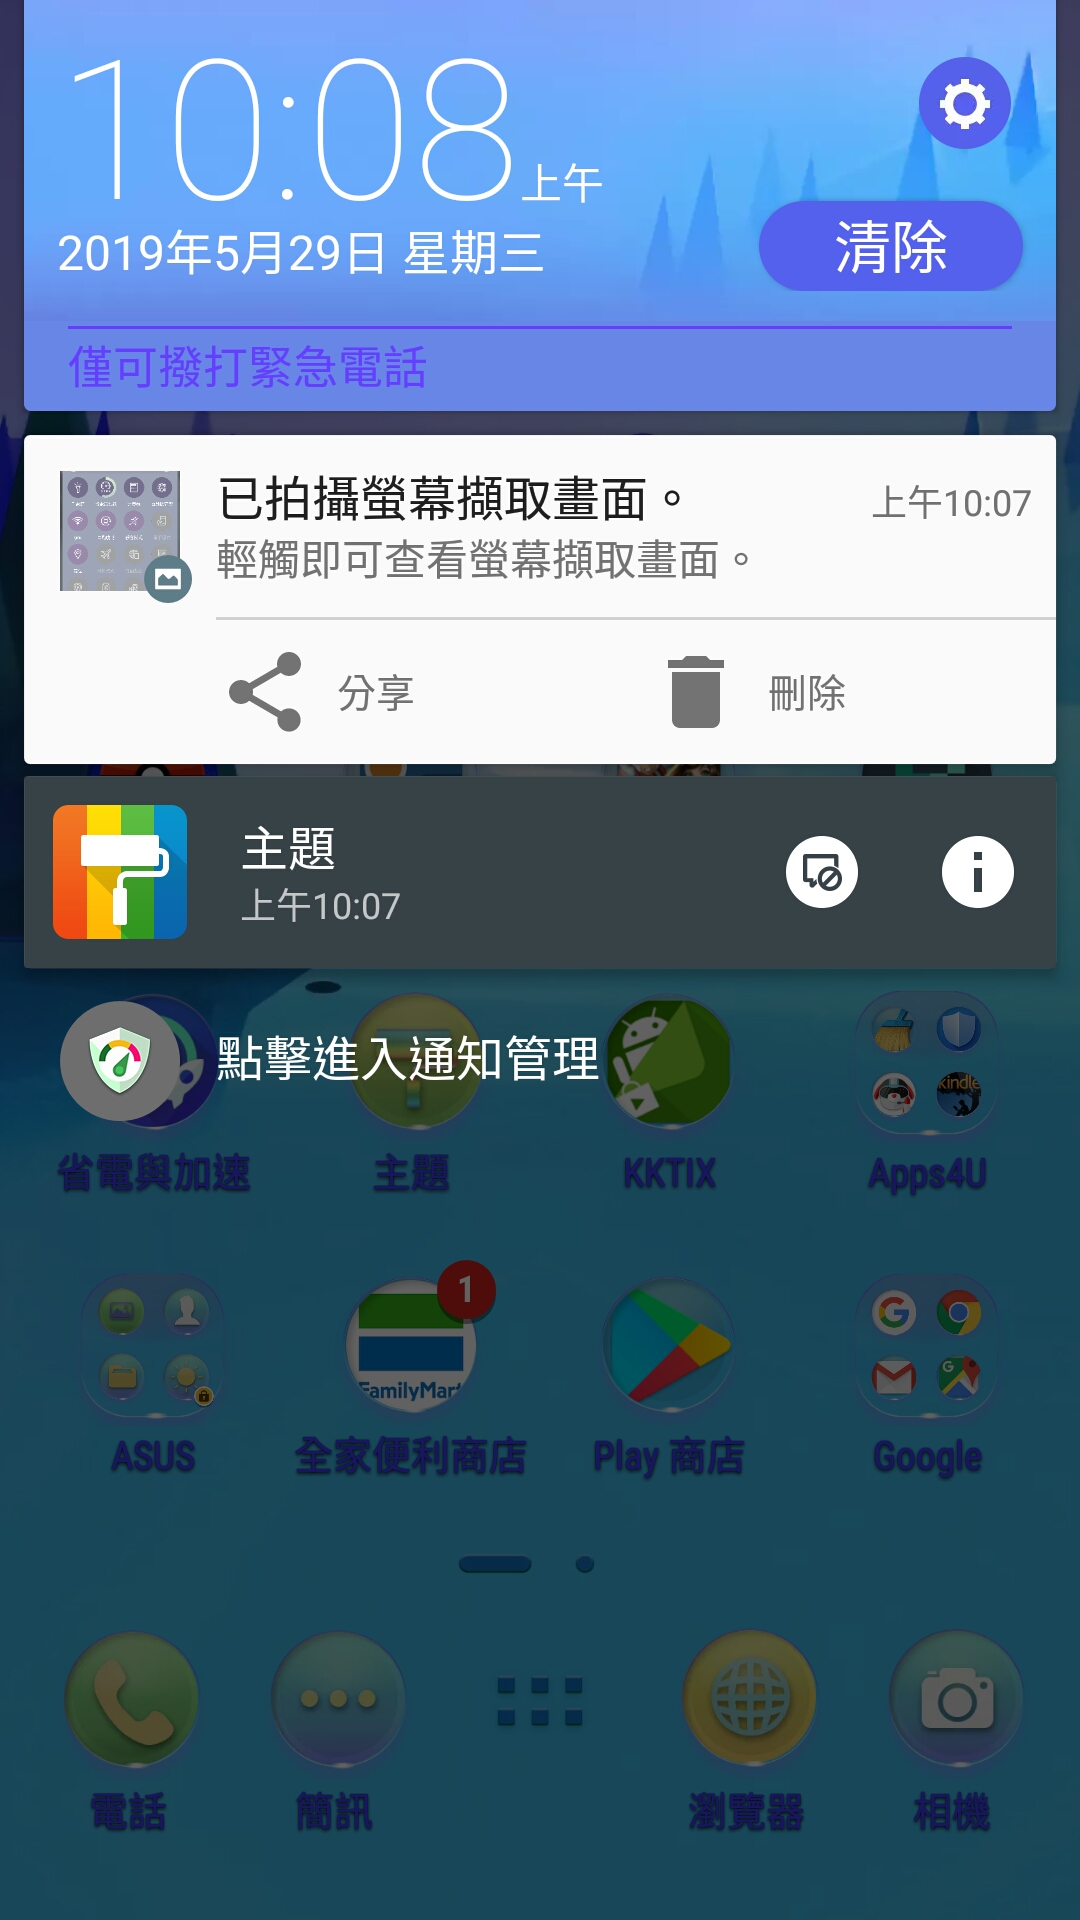 10:08上午
2019年5月29日 星期三
清除
僅可撥打緊急電話
已拍攝螢幕擷取畫面。
上午10:07
輕觸即可查看螢幕擷取畫面。
分享
刪除
主題
上午10:07
點擊進入通知管理
kindle
省電與加速
主題
KKTIX
Apps4U
1
FamilyMart
G
G
ASUS
全家便利商店
Play 商店
Google
電話
簡訊
瀏覽器
相機